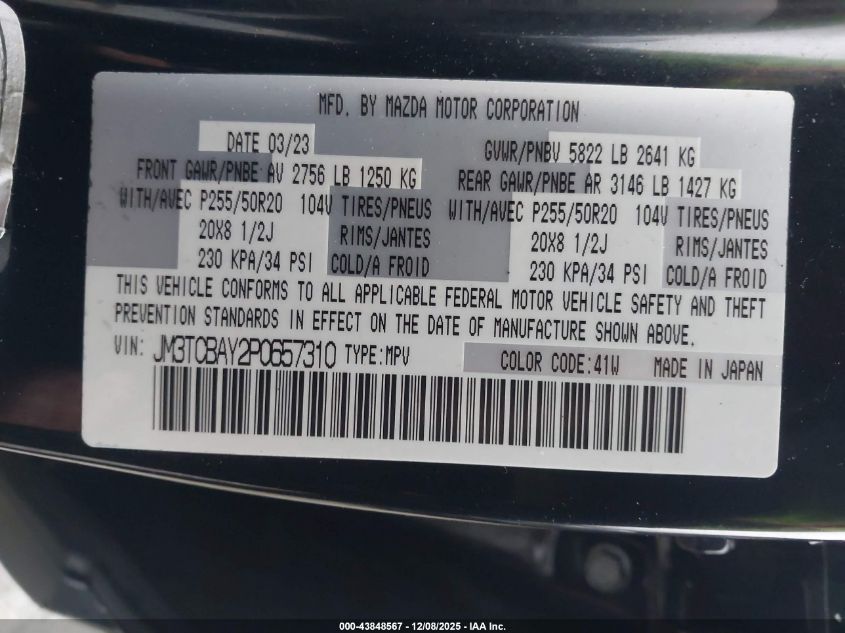 MFD. BY MAZDA MOTOR CORPORATION
DATE 03/23 GVWR/PNBV 5822 LB 2641 KG
FRONT GAWR/PNBE AV 2756 LB 1250 KG REAR GAWR/PNBE AR 3146 LB 1427 KG
WITH/AVEC P255/50R20 104V TIRES/PNEUS WITH/AVEC P255/50R20 104V TIRES/PNEUS
20X8 1/2J RIMS/JANTES 20X8 1/2J RIMS/JANTES
230 KPA/34 PSI COLD/A FROID 230 KPA/34 PSI COLD/A FROID
THIS VEHICLE CONFORMS TO ALL APPLICABLE FEDERAL MOTOR VEHICLE SAFETY AND THEFT
PREVENTION STANDARDS IN EFFECT ON THE DATE OF MANUFACTURE SHOWN ABOVE.
VIN: JM3TCBAY2P0657310 TYPE:MPV COLOR CODE:41W MADE IN JAPAN
000-43848567 - 12/08/2025 - IAA Inc.